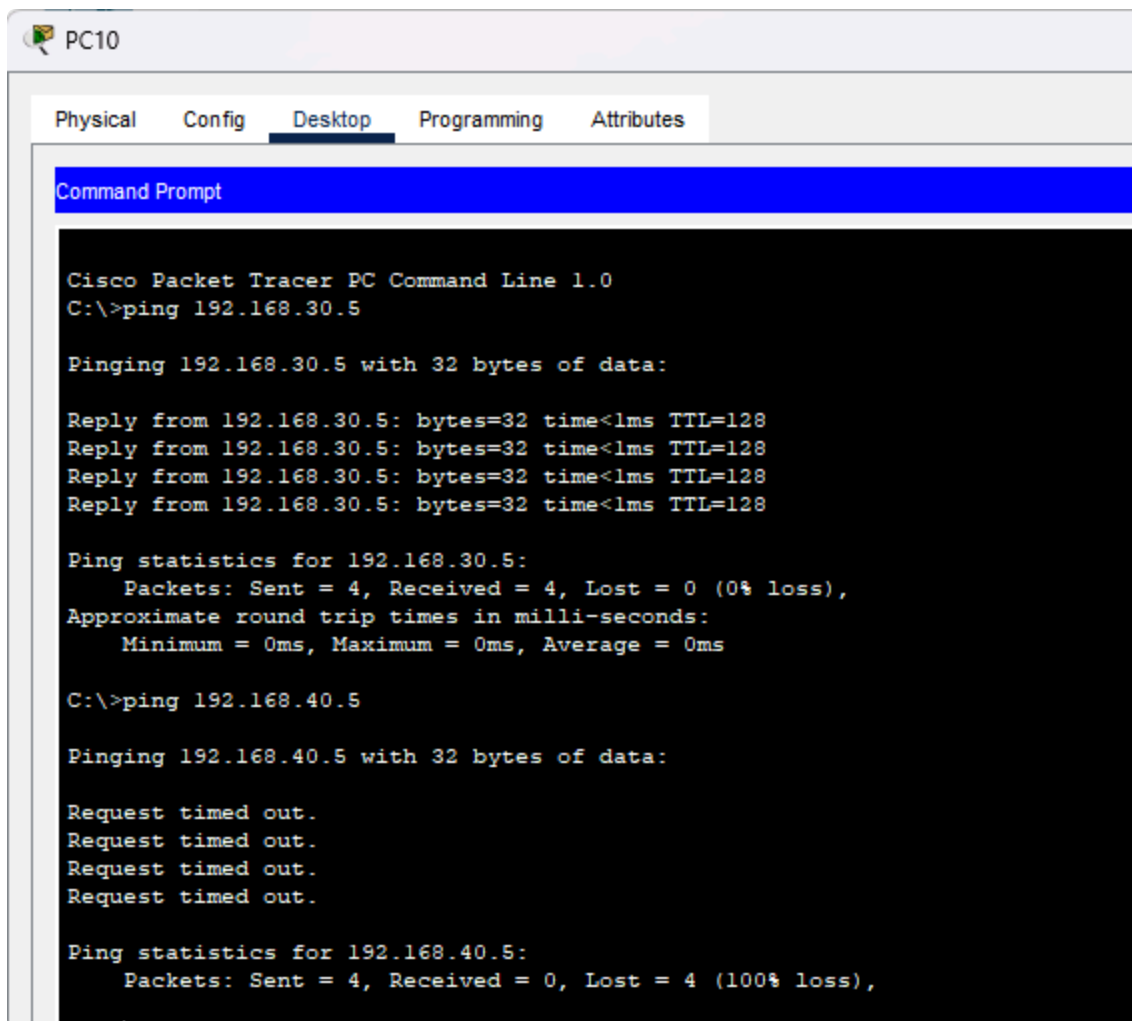 PC10
Physical Config Desktop Programming Attributes
Command Prompt
Cisco Packet Tracer PC Command Line 1.0
C:\>ping 192.168.30.5
Pinging 192.168.30.5 with 32 bytes of data:
Reply from 192.168.30.5: bytes=32 time<1ms TTL=128
Reply from 192.168.30.5: bytes=32 time<1ms TTL=128
Reply from 192.168.30.5: bytes=32 time<1ms TTL=128
Reply from 192.168.30.5: bytes=32 time<1ms TTL=128
Ping statistics for 192.168.30.5:
Packets: Sent = 4, Received = 4, Lost = 0 (0% loss),
Approximate round trip times in milli-seconds:
Minimum = 0ms, Maximum = 0ms, Average = 0ms
C:\>ping 192.168.40.5
Pinging 192.168.40.5 with 32 bytes of data:
Request timed out.
Request timed out.
Request timed out.
Request timed out.
Ping statistics for 192.168.40.5:
Packets: Sent = 4, Received = 0, Lost = 4 (100% loss),